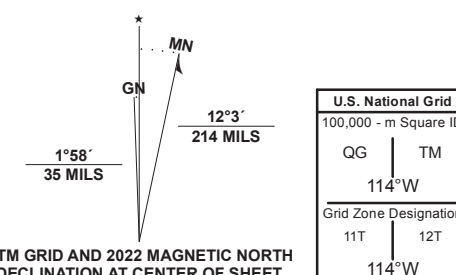 ★
MN
GN
12°3´
214 MILS
1°58´
35 MILS
TM GRID AND 2022 MAGNETIC NORTH
DECLINATION AT CENTER OF SHEET
U.S. National Grid
100,000 - m Square ID
QG TM
114°W
Grid Zone Designation
11T 12T
114°W